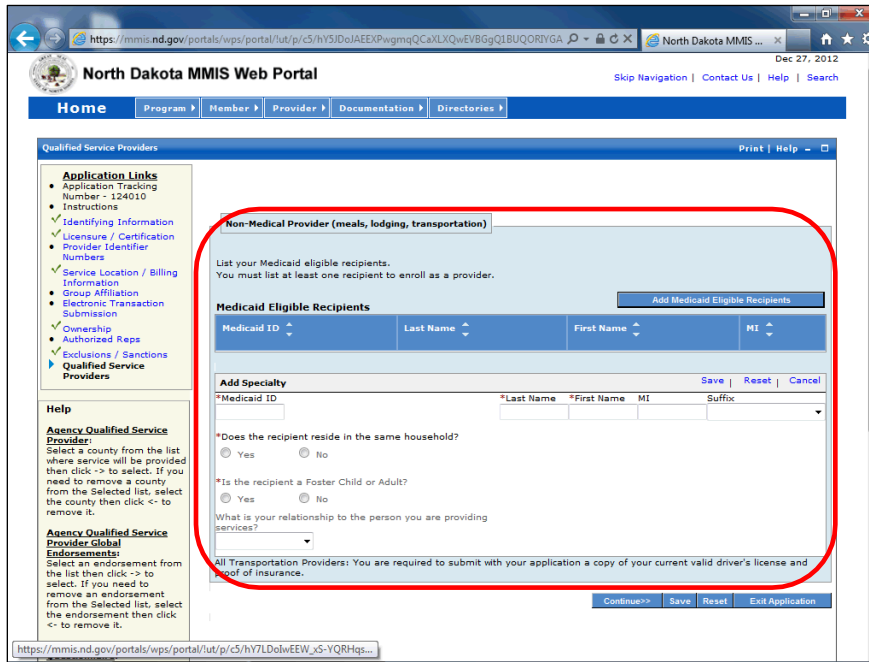 https://mmis.nd.gov/portals/wps/portal/!ut/p/c5/hY5JDoJAEEXPwgmqQCaXLXQwEVBGgQ1BUQORIYGA
North Dakota MMIS ...
Dec 27, 2012
North Dakota MMIS Web Portal
Skip Navigation | Contact Us | Help | Search
Home Program Member Provider Documentation Directories
Qualified Service Providers
Print | Help
Application Links
Application Tracking
Number - 124010
Instructions
Identifying Information
Licensure / Certification
Provider Identifier
Numbers
Service Location / Billing
Information
Group Affiliation
Electronic Transaction
Submission
Ownership
Authorized Reps
Exclusions / Sanctions
Qualified Service
Providers
Help
Agency Qualified Service
Provider:
Select a county from the list
where service will be provided
then click -> to select. If you
need to remove a county
from the Selected list, select
the county then click <- to
remove it.
Agency Qualified Service
Provider Global
Endorsements:
Select an endorsement from
the list then click -> to
select. If you need to
remove an endorsement
from the Selected list, select
the endorsement then click
<- to remove it.
Non-Medical Provider (meals, lodging, transportation)
List your Medicaid eligible recipients.
You must list at least one recipient to enroll as a provider.
Add Medicaid Eligible Recipients
Medicaid Eligible Recipients
Medicaid ID Last Name First Name MI
Add Specialty
Save | Reset | Cancel
*Medicaid ID *Last Name *First Name MI Suffix
*Does the recipient reside in the same household?
Yes No
*Is the recipient a Foster Child or Adult?
Yes No
What is your relationship to the person you are providing
services?
All Transportation Providers: You are required to submit with your application a copy of your current valid driver's license and
proof of insurance.
Continue>> Save Reset Exit Application
https://mmis.nd.gov/portals/wps/portal/!ut/p/c5/hY7LDoIwEEW_xS-YQRHqs...